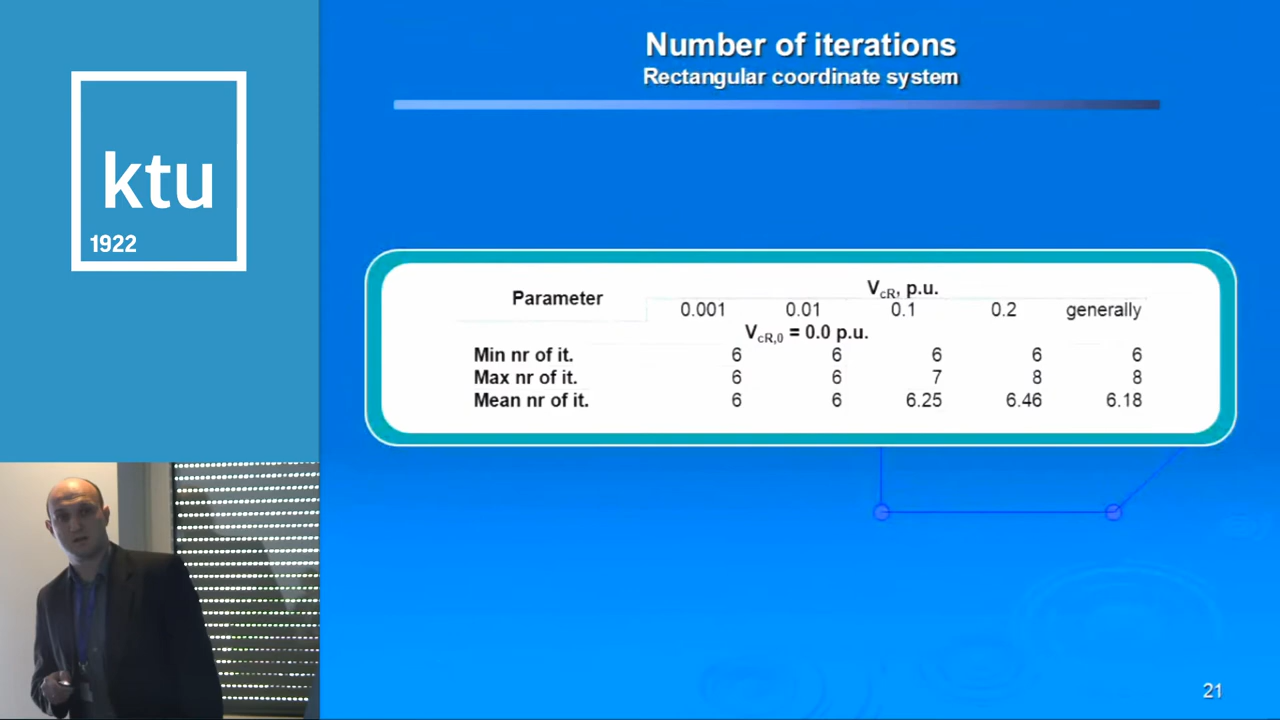 ktu
1922
Number of iterations
Rectangular coordinate system
Parameter
VcR, p.u.
0.001 0.01 0.1 0.2 generally
VcR,0 = 0.0 p.u.
Min nr of it. 6 6 6 6 6
Max nr of it. 6 6 7 8 8
Mean nr of it. 6 6 6.25 6.46 6.18
21